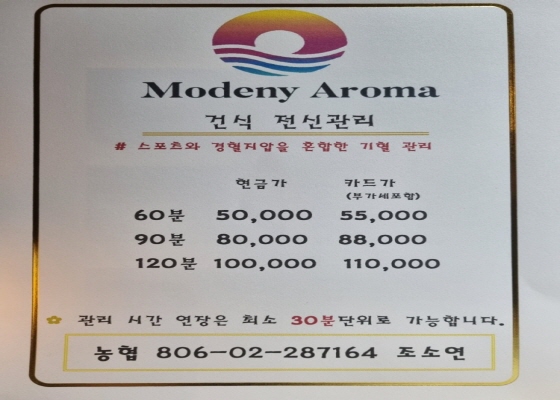 Modeny Aroma
건식 전신관리
# 스포츠와 경혈지압을 혼합한 기혈 관리
현금가 카드가
(부가세포함)
60분 50,000 55,000
90분 80,000 88,000
120분 100,000 110,000
관리 시간 연장은 최소 30분단위로 가능합니다.
농협 806-02-287164 조소연